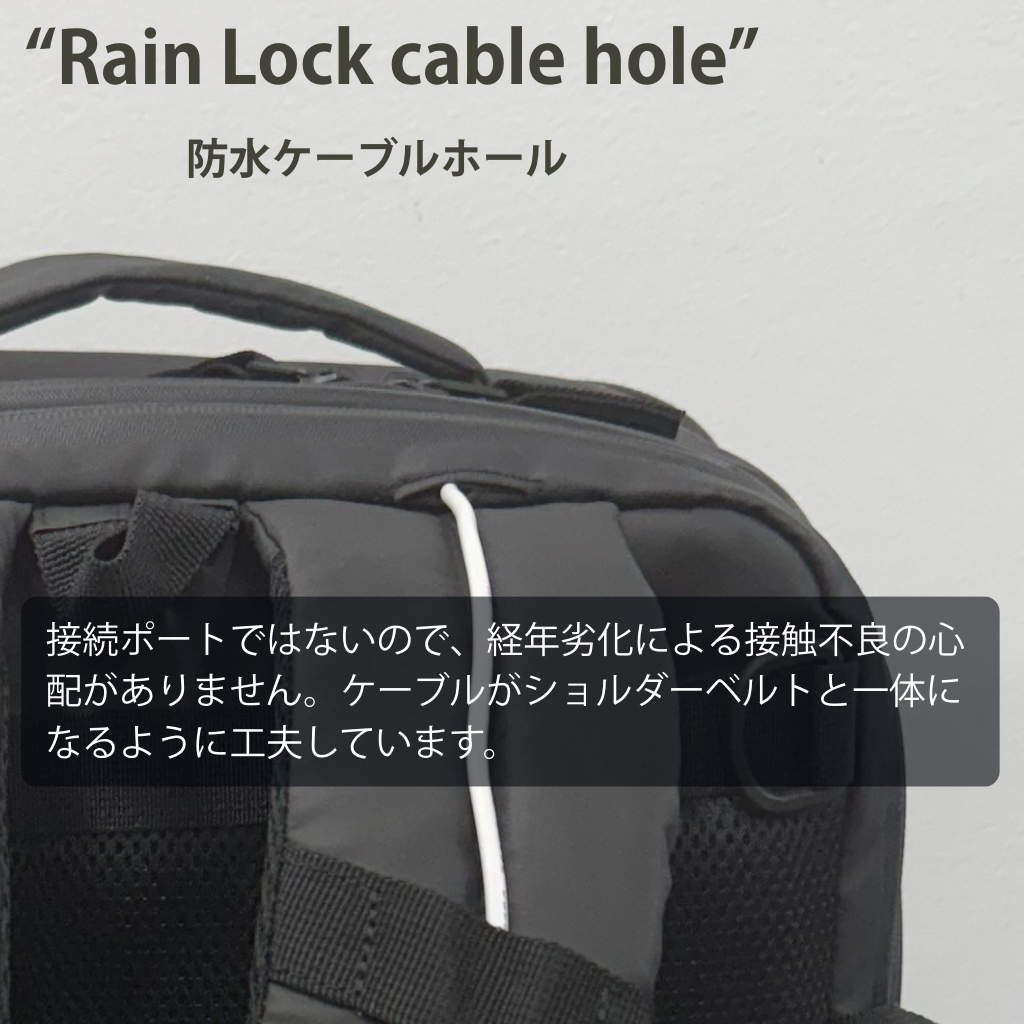 “Rain Lock cable hole”
防水ケーブルホール
接続ポートではないので、経年劣化による接触不良の心
配がありません。ケーブルがショルダーベルトと一体に
なるように工夫しています。